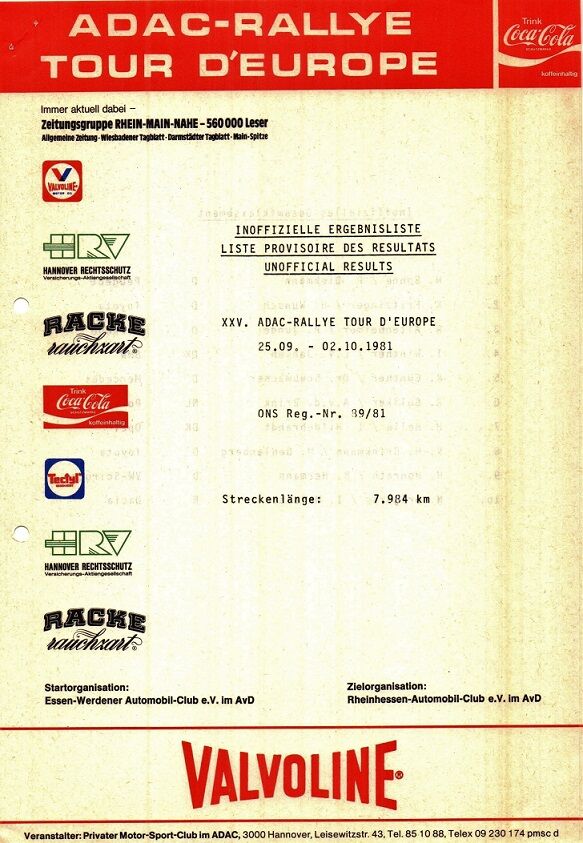 ADAC-RALLYE
TOUR D'EUROPE
Trink
Coca-Cola
koffeinhaltig
Immer aktuell dabei –
Zeitungsgruppe RHEIN-MAIN-NAHE – 560 000 Leser
Allgemeine Zeitung · Wiesbadener Tagblatt · Darmstädter Tagblatt · Main-Spitze
VALVOLINE
MOTOR OIL
HRV
HANNOVER RECHTSSCHUTZ
Versicherungs-Aktiengesellschaft
RACKE
rauchzart®
Trink
Coca-Cola
koffeinhaltig
Tectyl
HRV
HANNOVER RECHTSSCHUTZ
Versicherungs-Aktiengesellschaft
RACKE
rauchzart®
INOFFIZIELLE ERGEBNISLISTE
LISTE PROVISOIRE DES RESULTATS
UNOFFICIAL RESULTS
XXV. ADAC-RALLYE TOUR D'EUROPE
25.09. - 02.10.1981
ONS Reg.-Nr. 89/81
Streckenlänge: 7.984 km
Startorganisation:
Essen-Werdener Automobil-Club e.V. im AvD
Zielorganisation:
Rheinhessen-Automobil-Club e.V. im AvD
VALVOLINE®
Veranstalter: Privater Motor-Sport-Club im ADAC, 3000 Hannover, Leisewitzstr. 43, Tel. 85 10 88, Telex 09 230 174 pmsc d